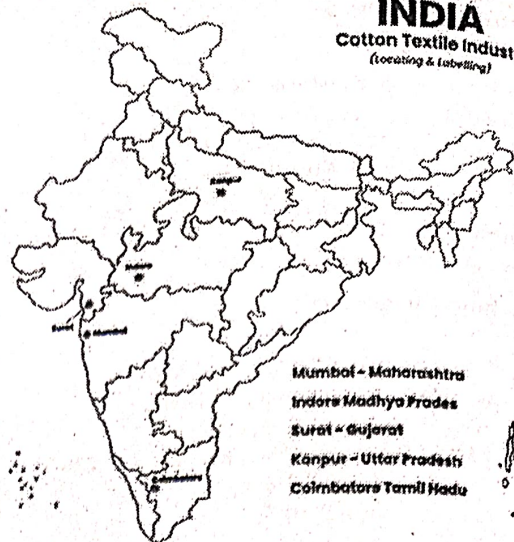 INDIA
Cotton Textile Indust
(Locating & Labelling)
Kanpur
Indore
Surat
Mumbai
Coimbatore
Mumbai - Maharashtra
Indore Madhya Prades
Surat - Gujarat
Kanpur - Uttar Pradesh
Coimbatore Tamil Nadu